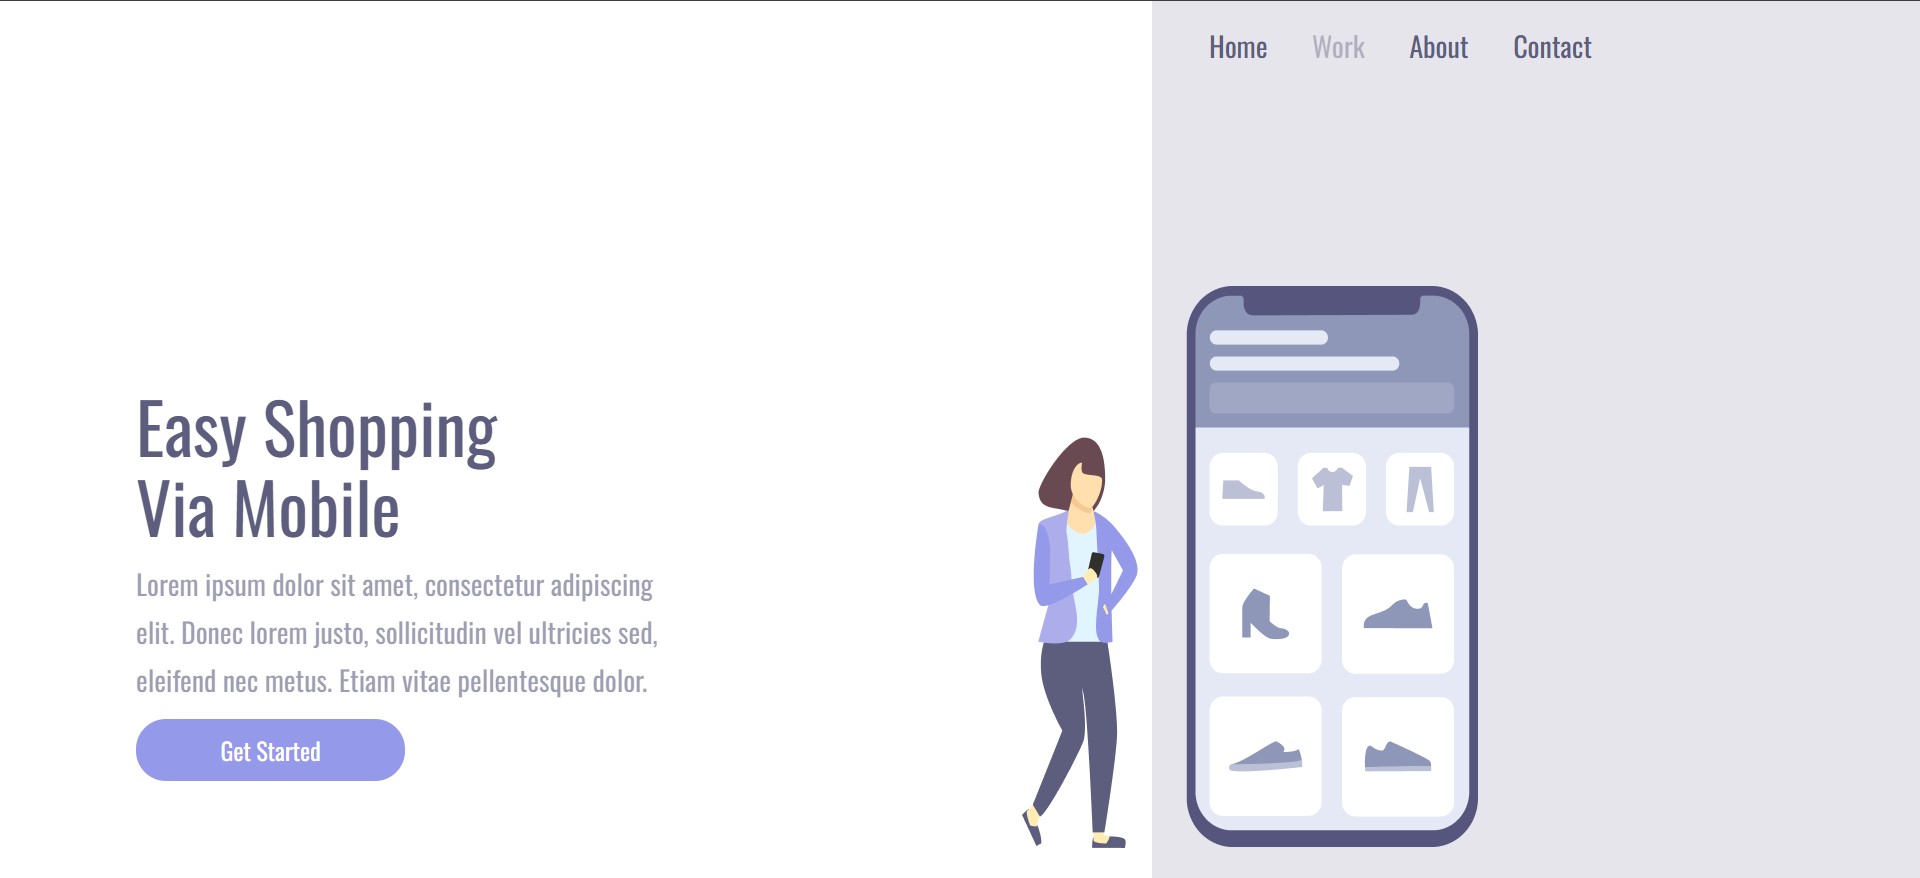 Home Work About Contact
Easy Shopping
Via Mobile
Lorem ipsum dolor sit amet, consectetur adipiscing
elit. Donec lorem justo, sollicitudin vel ultricies sed,
eleifend nec metus. Etiam vitae pellentesque dolor.
Get Started